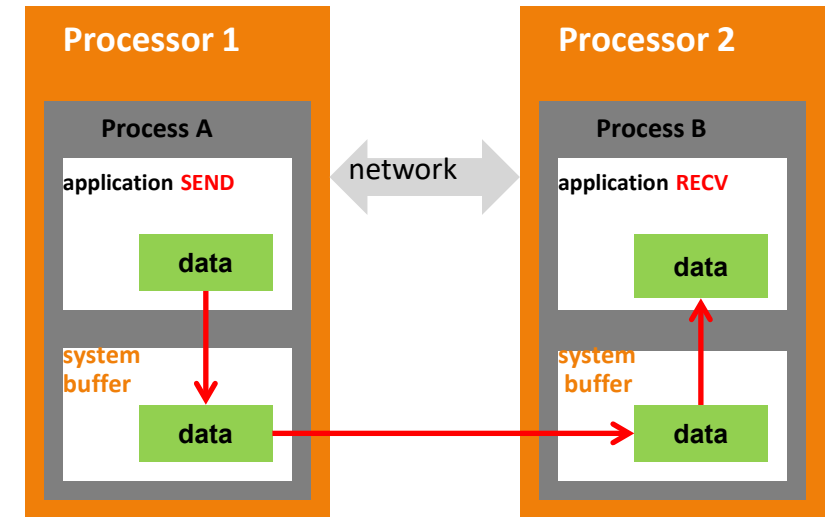 Processor 1
Process A
application SEND
data
system
buffer
data
network
Processor 2
Process B
application RECV
data
system
buffer
data